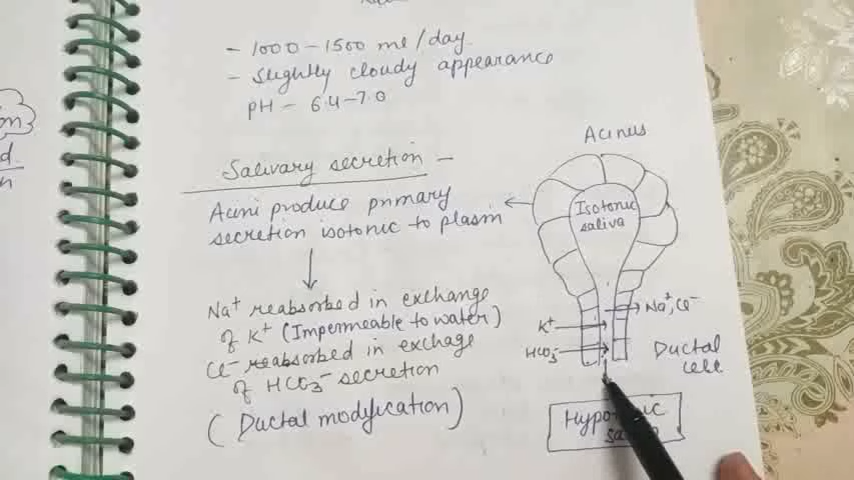 - 1000 - 1500 ml / day
- Slightly cloudy appearance
PH - 6.4-7.0
Salivary secretion -
Acini produce primary
secretion isotonic to plasm
Na+ reabsorbed in exchange
of K+ (Impermeable to water)
Cl- reabsorbed in exchage
of HCO3- secretion
(Ductal modification)
Acinus
Isotonic
saliva
Na+, Cl-
K+
HCO3-
Ductal
cell